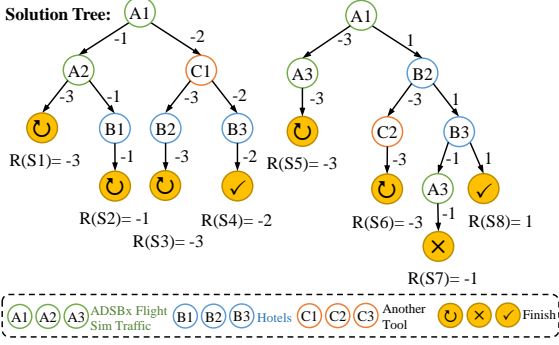 Solution Tree:
A1
A1
-1
-2
-3
1
A2
C1
A3
B2
-3
-1
-3
-2
-3
-3
1
B1
B2
B3
C2
B3
R(S1)= -3
-1
-3
-2
R(S5)= -3
-3
-1
1
A3
R(S2)= -1
R(S4)= -2
R(S6)= -3
-1
R(S8)= 1
R(S3)= -3
R(S7)= -1
A1 A2 A3 ADSBx Flight Sim Traffic
B1 B2 B3 Hotels
C1 C2 C3 Another Tool
Finish